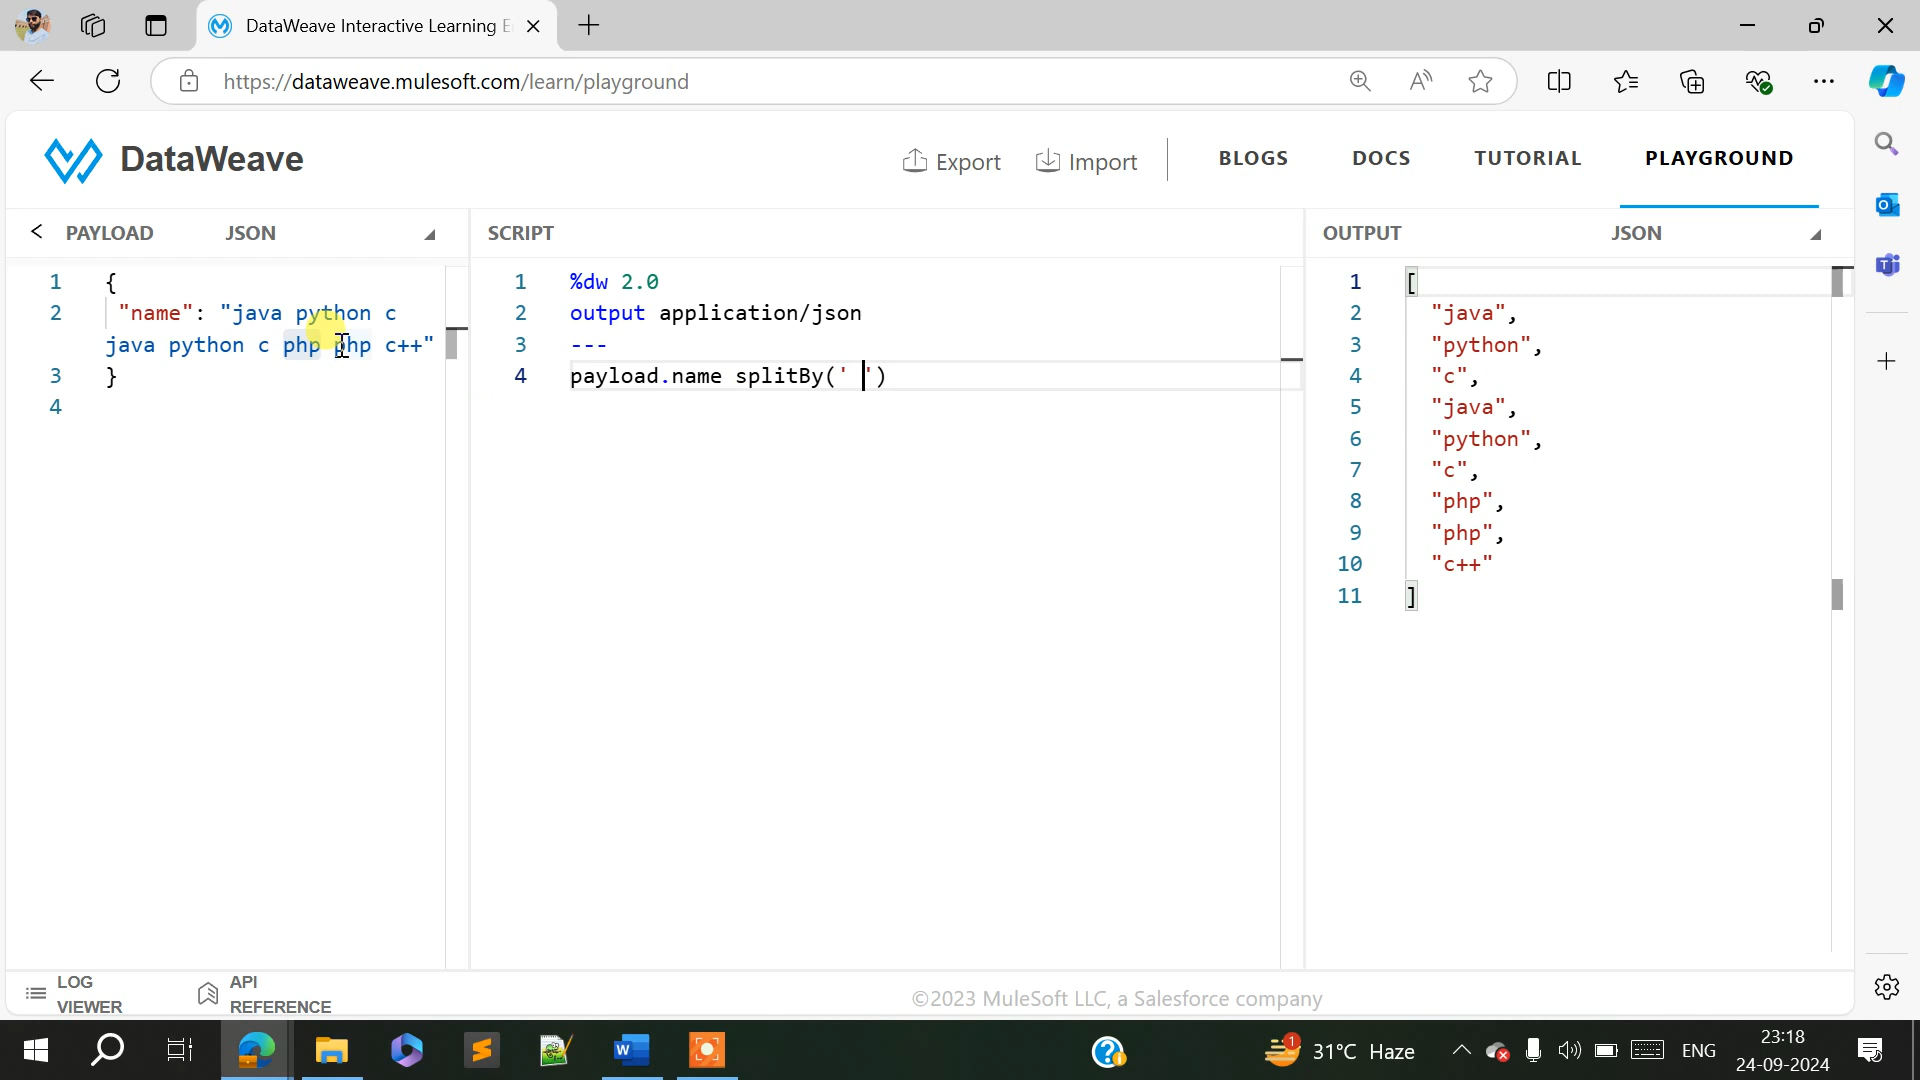 DataWeave Interactive Learning E
https://dataweave.mulesoft.com/learn/playground
DataWeave
Export
Import
BLOGS
DOCS
TUTORIAL
PLAYGROUND
PAYLOAD
JSON
1 {
2 "name": "java python c
java python c php php c++"
3 }
4
SCRIPT
1 %dw 2.0
2 output application/json
3 ---
4 payload.name splitBy(' ')
OUTPUT
JSON
1 [
2 "java",
3 "python",
4 "c",
5 "java",
6 "python",
7 "c",
8 "php",
9 "php",
10 "c++"
11 ]
LOG
VIEWER
API
REFERENCE
©2023 MuleSoft LLC, a Salesforce company
1
31°C Haze
ENG
23:18
24-09-2024